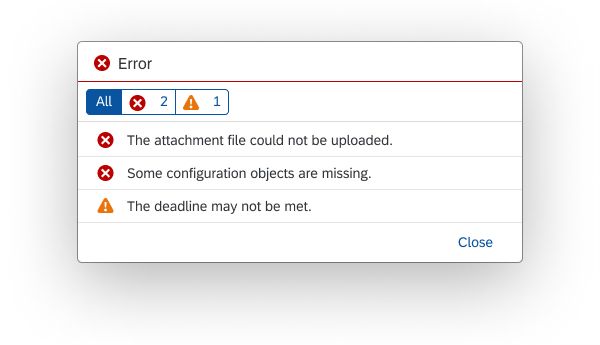 Error
All 2 1
The attachment file could not be uploaded.
Some configuration objects are missing.
The deadline may not be met.
Close